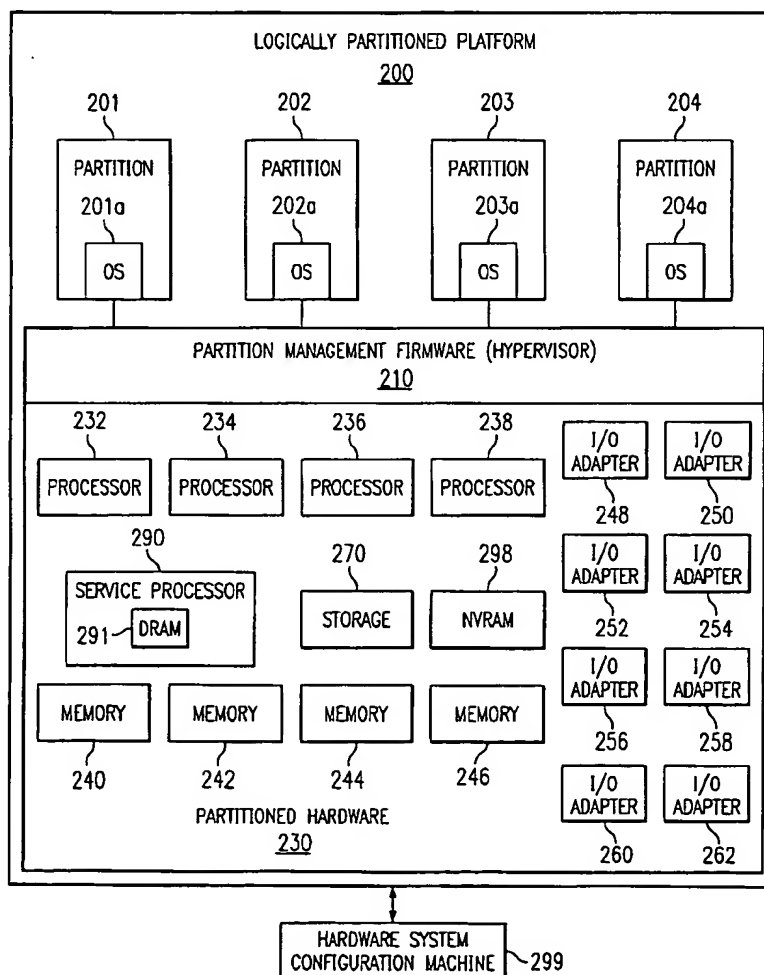 LOGICALLY PARTITIONED PLATFORM
200
201 202 203 204
PARTITION PARTITION PARTITION PARTITION
201a 202a 203a 204a
OS OS OS OS
PARTITION MANAGEMENT FIRMWARE (HYPERVISOR)
210
232 234 236 238
PROCESSOR PROCESSOR PROCESSOR PROCESSOR
I/O ADAPTER I/O ADAPTER
248 250
290 270 298
SERVICE PROCESSOR
291 DRAM
STORAGE NVRAM
I/O ADAPTER I/O ADAPTER
252 254
MEMORY MEMORY MEMORY MEMORY
240 242 244 246
I/O ADAPTER I/O ADAPTER
256 258
PARTITIONED HARDWARE
230
I/O ADAPTER I/O ADAPTER
260 262
HARDWARE SYSTEM
CONFIGURATION MACHINE
299